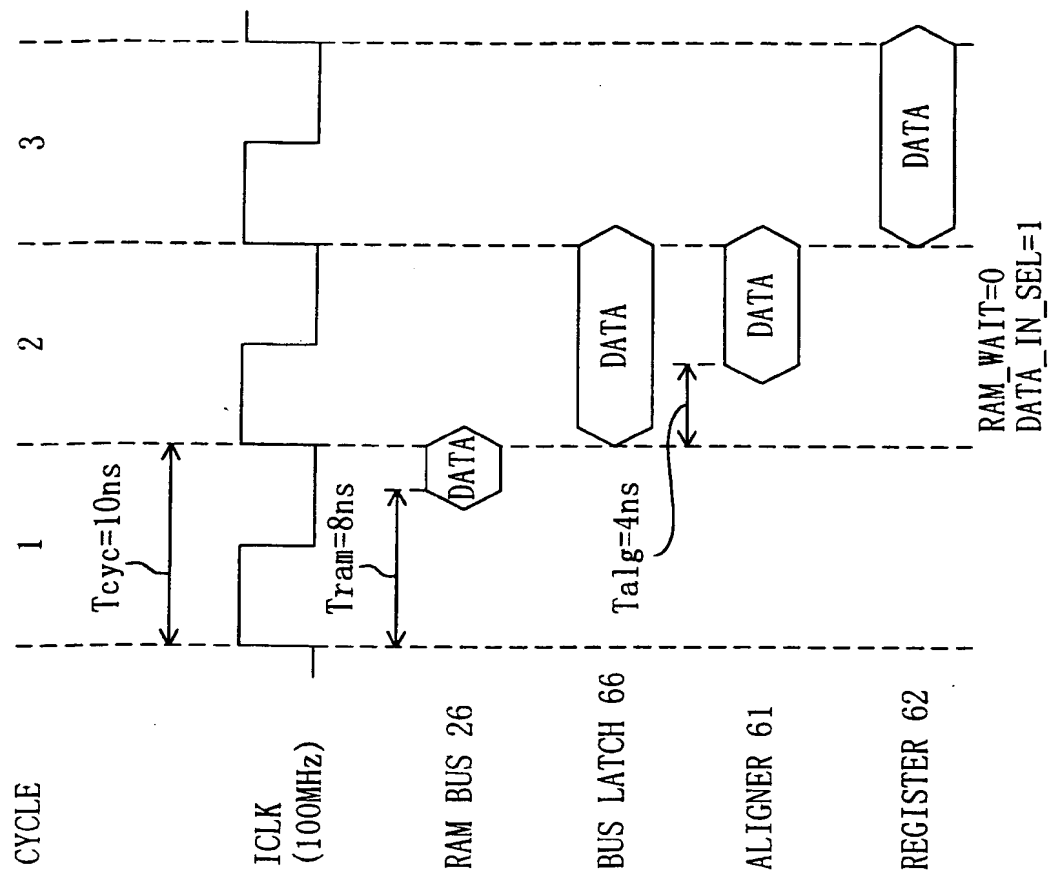 CYCLE 1 2 3
Tcyc=10ns
ICLK
(100MHz)
Tram=8ns
RAM BUS 26 DATA
BUS LATCH 66 DATA
Talg=4ns
ALIGNER 61 DATA
REGISTER 62 DATA
RAM_WAIT=0
DATA_IN_SEL=1